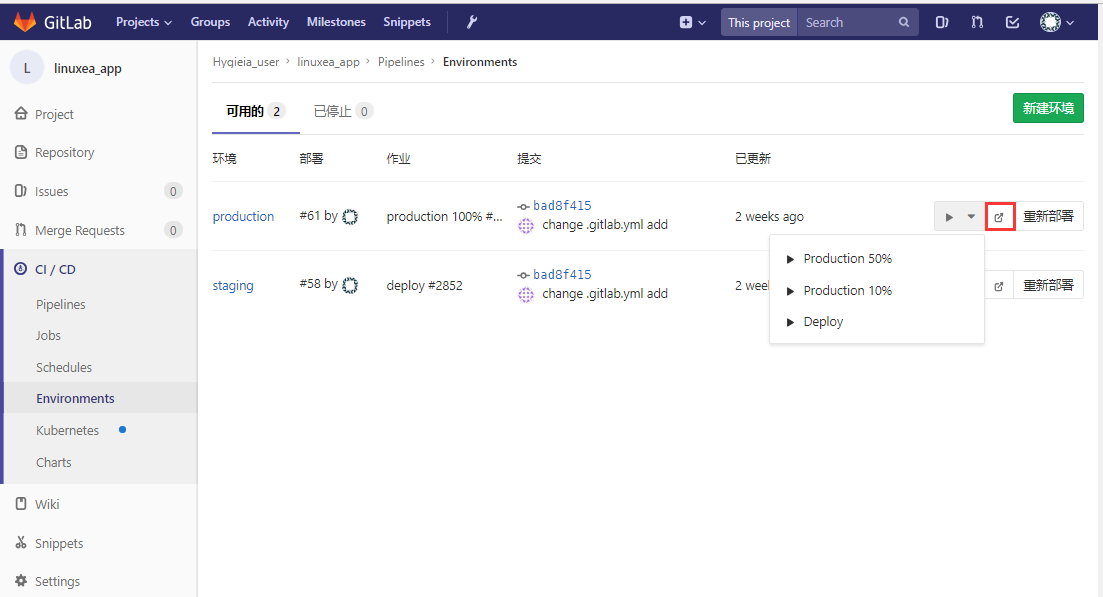 GitLab Projects Groups Activity Milestones Snippets This project Search
L linuxea_app
Hygieia_user › linuxea_app › Pipelines › Environments
可用的 2 已停止 0 新建环境
Project
Repository
Issues 0
Merge Requests 0
CI / CD
Pipelines
Jobs
Schedules
Environments
Kubernetes
Charts
Wiki
Snippets
Settings
环境 部署 作业 提交 已更新
production #61 by production 100% #... bad8f415 2 weeks ago 重新部署
change .gitlab.yml add
staging #58 by deploy #2852 bad8f415 2 weel 重新部署
change .gitlab.yml add
Production 50%
Production 10%
Deploy